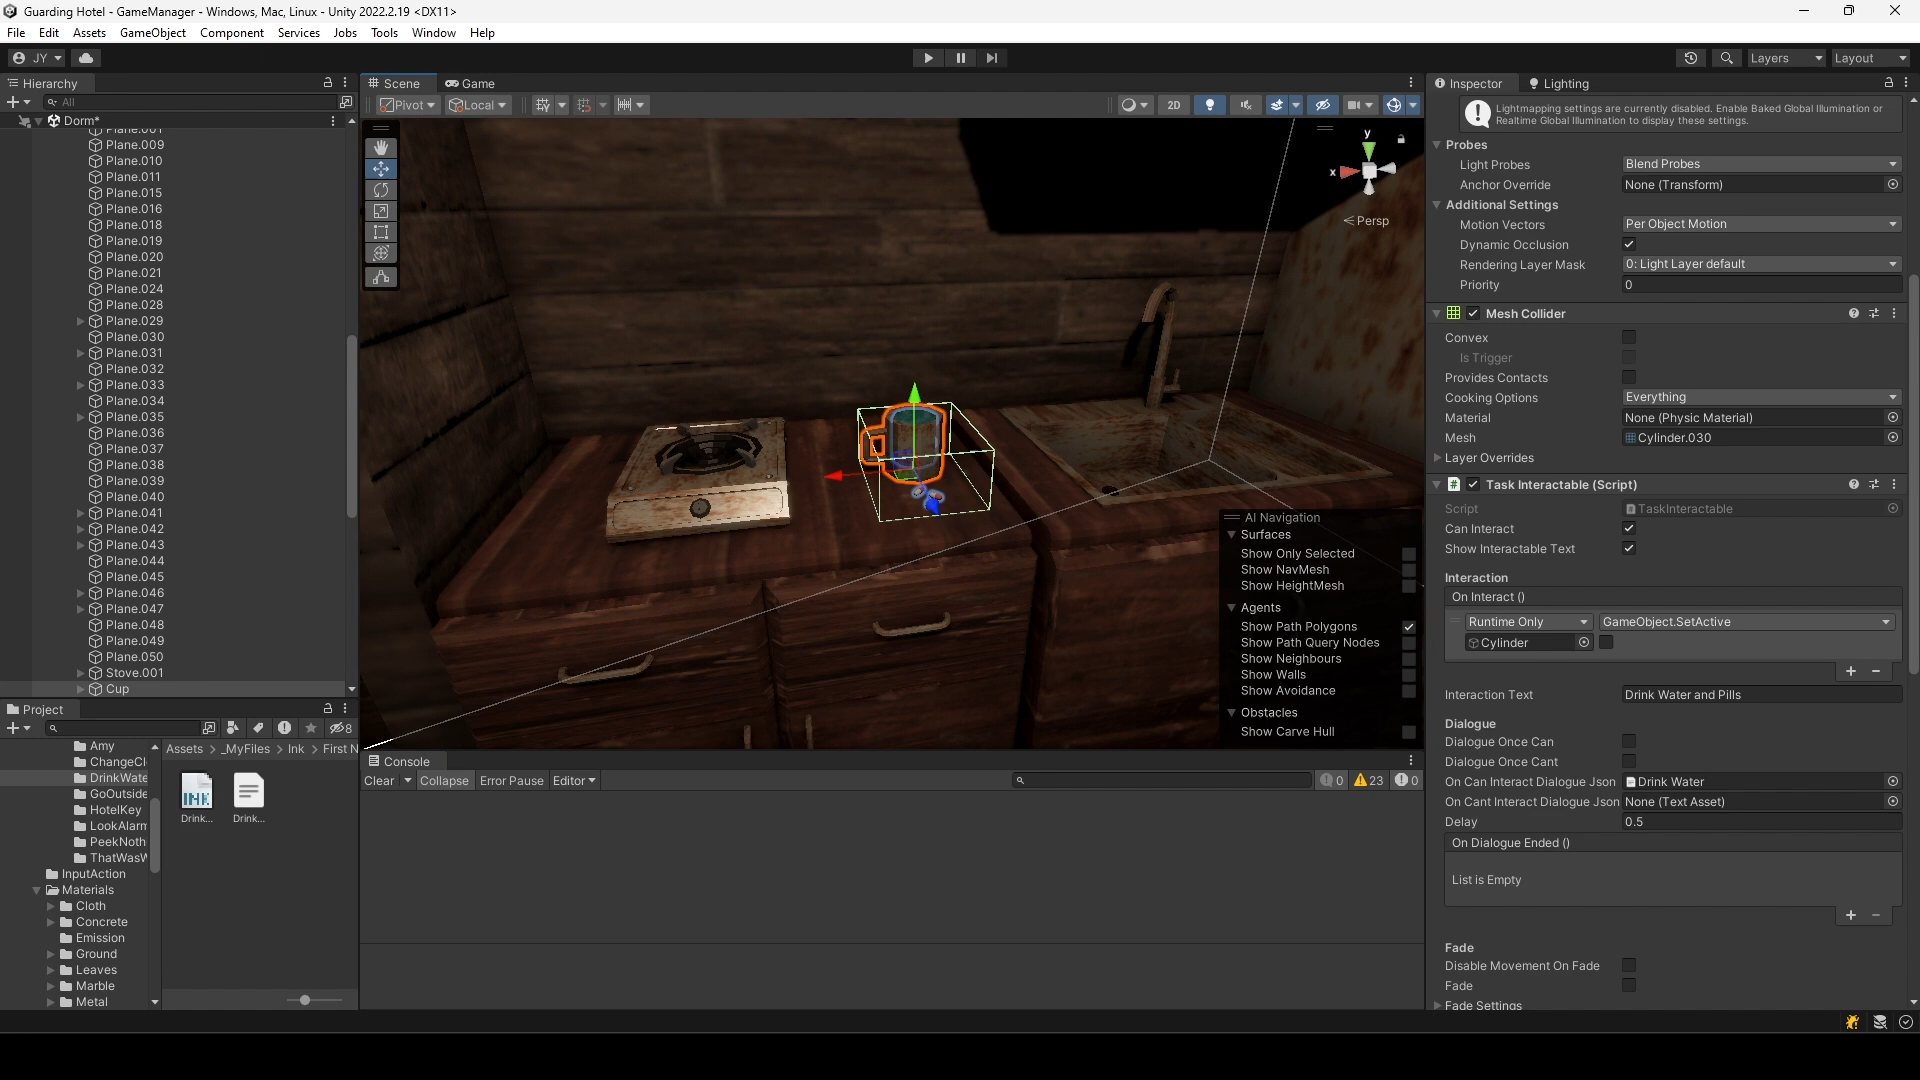 Guarding Hotel - GameManager - Windows, Mac, Linux - Unity 2022.2.19 <DX11>
File Edit Assets GameObject Component Services Jobs Tools Window Help
JY
Layers Layout
Hierarchy
All
Dorm*
Plane.001
Plane.009
Plane.010
Plane.011
Plane.015
Plane.016
Plane.018
Plane.019
Plane.020
Plane.021
Plane.024
Plane.028
Plane.029
Plane.030
Plane.031
Plane.032
Plane.033
Plane.034
Plane.035
Plane.036
Plane.037
Plane.038
Plane.039
Plane.040
Plane.041
Plane.042
Plane.043
Plane.044
Plane.045
Plane.046
Plane.047
Plane.048
Plane.049
Plane.050
Stove.001
Cup
Project
8
Amy
ChangeCl
DrinkWate
GoOutside
HotelKey
LookAlarm
PeekNoth
ThatWasW
InputAction
Materials
Cloth
Concrete
Emission
Ground
Leaves
Marble
Metal
Assets > _MyFiles > Ink > First N
INK
Drink...
Drink...
Scene Game
Pivot Local
2D
y
x
Persp
AI Navigation
Surfaces
Show Only Selected
Show NavMesh
Show HeightMesh
Agents
Show Path Polygons
Show Path Query Nodes
Show Neighbours
Show Walls
Show Avoidance
Obstacles
Show Carve Hull
Console
Clear Collapse Error Pause Editor
0 23 0
Inspector Lighting
Lightmapping settings are currently disabled. Enable Baked Global Illumination or
Realtime Global Illumination to display these settings.
Probes
Light Probes Blend Probes
Anchor Override None (Transform)
Additional Settings
Motion Vectors Per Object Motion
Dynamic Occlusion
Rendering Layer Mask 0: Light Layer default
Priority 0
Mesh Collider
Convex
Is Trigger
Provides Contacts
Cooking Options Everything
Material None (Physic Material)
Mesh Cylinder.030
Layer Overrides
# Task Interactable (Script)
Script TaskInteractable
Can Interact
Show Interactable Text
Interaction
On Interact ()
Runtime Only GameObject.SetActive
Cylinder
Interaction Text Drink Water and Pills
Dialogue
Dialogue Once Can
Dialogue Once Cant
On Can Interact Dialogue Json Drink Water
On Cant Interact Dialogue Json None (Text Asset)
Delay 0.5
On Dialogue Ended ()
List is Empty
Fade
Disable Movement On Fade
Fade
Fade Settings